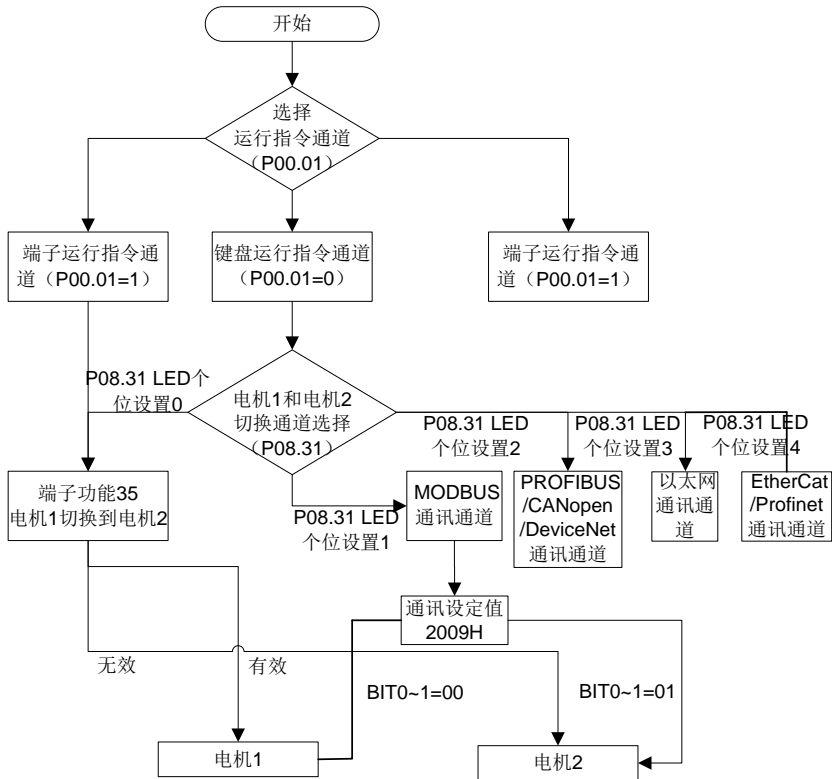 开始
选择
运行指令通道
（P00.01）
端子运行指令通
道（P00.01=1）
键盘运行指令通道
（P00.01=0）
端子运行指令通
道（P00.01=1）
P08.31 LED个
位设置0
电机1和电机2
切换通道选择
（P08.31）
P08.31 LED
个位设置2
P08.31 LED
个位设置3
P08.31 LED
个位设置4
端子功能35
电机1切换到电机2
P08.31 LED
个位设置1
MODBUS
通讯通道
PROFIBUS
/CANopen
/DeviceNet
通讯通道
以太网
通讯通
道
EtherCat
/Profinet
通讯通道
通讯设定值
2009H
无效
有效
BIT0~1=00
BIT0~1=01
电机1
电机2